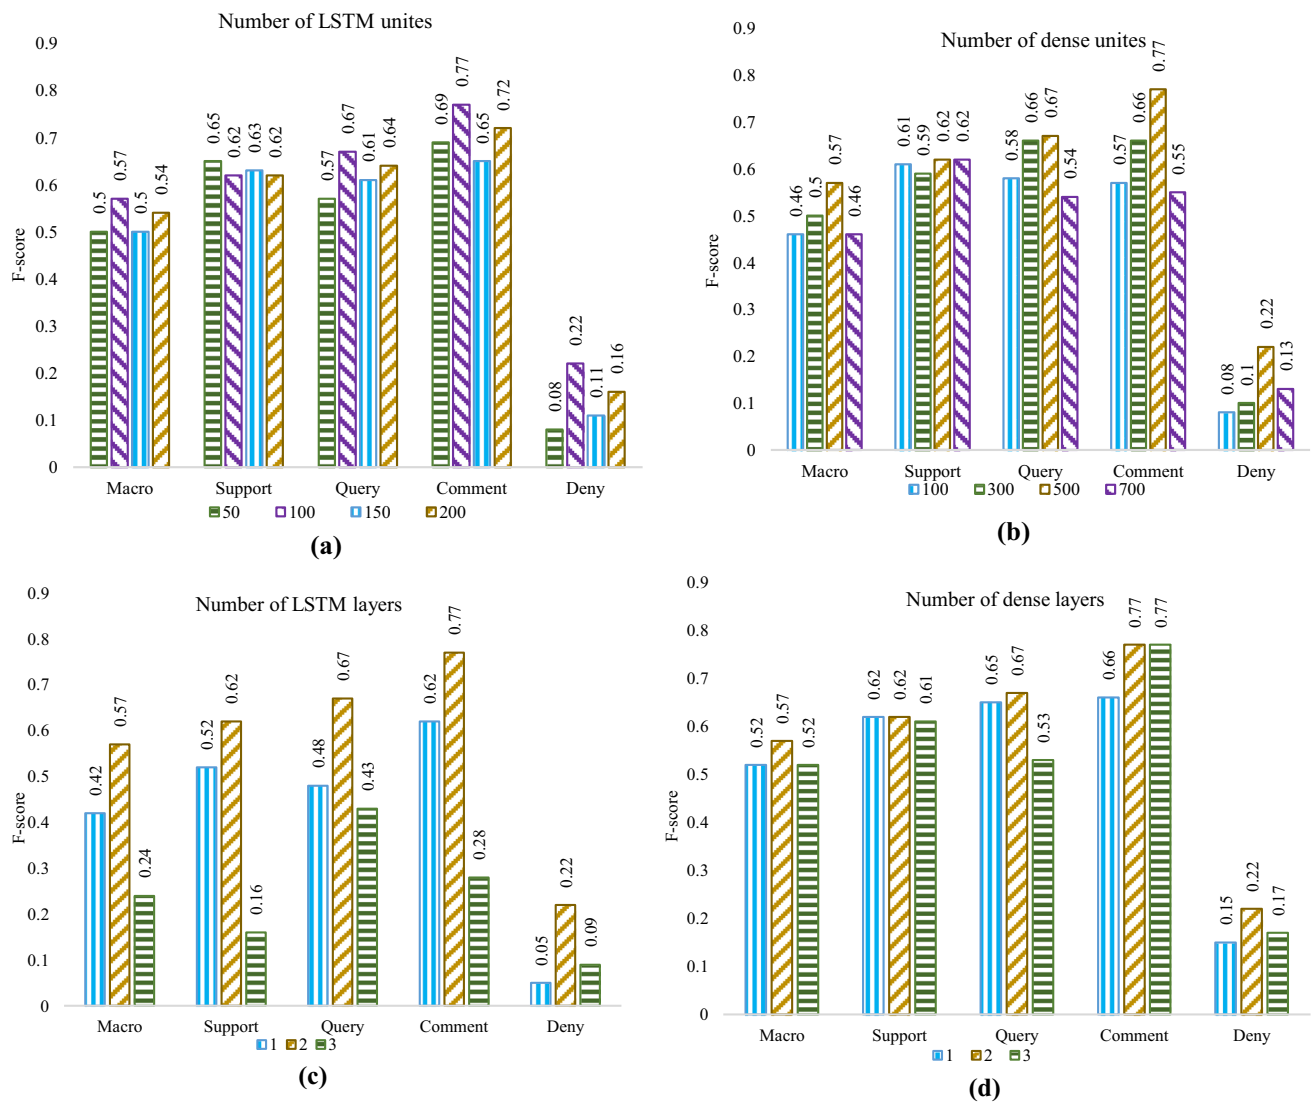 Number of LSTM unites
0.9
0.8
0.7
0.6
0.5
0.4
0.3
0.2
0.1
0
F-score
0.5 0.57 0.5 0.54
0.65 0.62 0.63 0.62
0.57 0.67 0.61 0.64
0.69 0.77 0.65 0.72
0.08 0.22 0.11 0.16
Macro Support Query Comment Deny
50 100 150 200
(a)
Number of dense unites
0.9
0.8
0.7
0.6
0.5
0.4
0.3
0.2
0.1
0
F-score
0.46 0.5 0.57 0.46
0.61 0.59 0.62 0.62
0.58 0.66 0.67 0.54
0.57 0.66 0.77 0.55
0.08 0.1 0.22 0.13
Macro Support Query Comment Deny
100 300 500 700
(b)
Number of LSTM layers
0.9
0.8
0.7
0.6
0.5
0.4
0.3
0.2
0.1
0
F-score
0.42 0.57 0.24
0.52 0.62 0.16
0.48 0.67 0.43
0.62 0.77 0.28
0.05 0.22 0.09
Macro Support Query Comment Deny
1 2 3
(c)
Number of dense layers
0.9
0.8
0.7
0.6
0.5
0.4
0.3
0.2
0.1
0
F-score
0.52 0.57 0.52
0.62 0.62 0.61
0.65 0.67 0.53
0.66 0.77 0.77
0.15 0.22 0.17
Macro Support Query Comment Deny
1 2 3
(d)